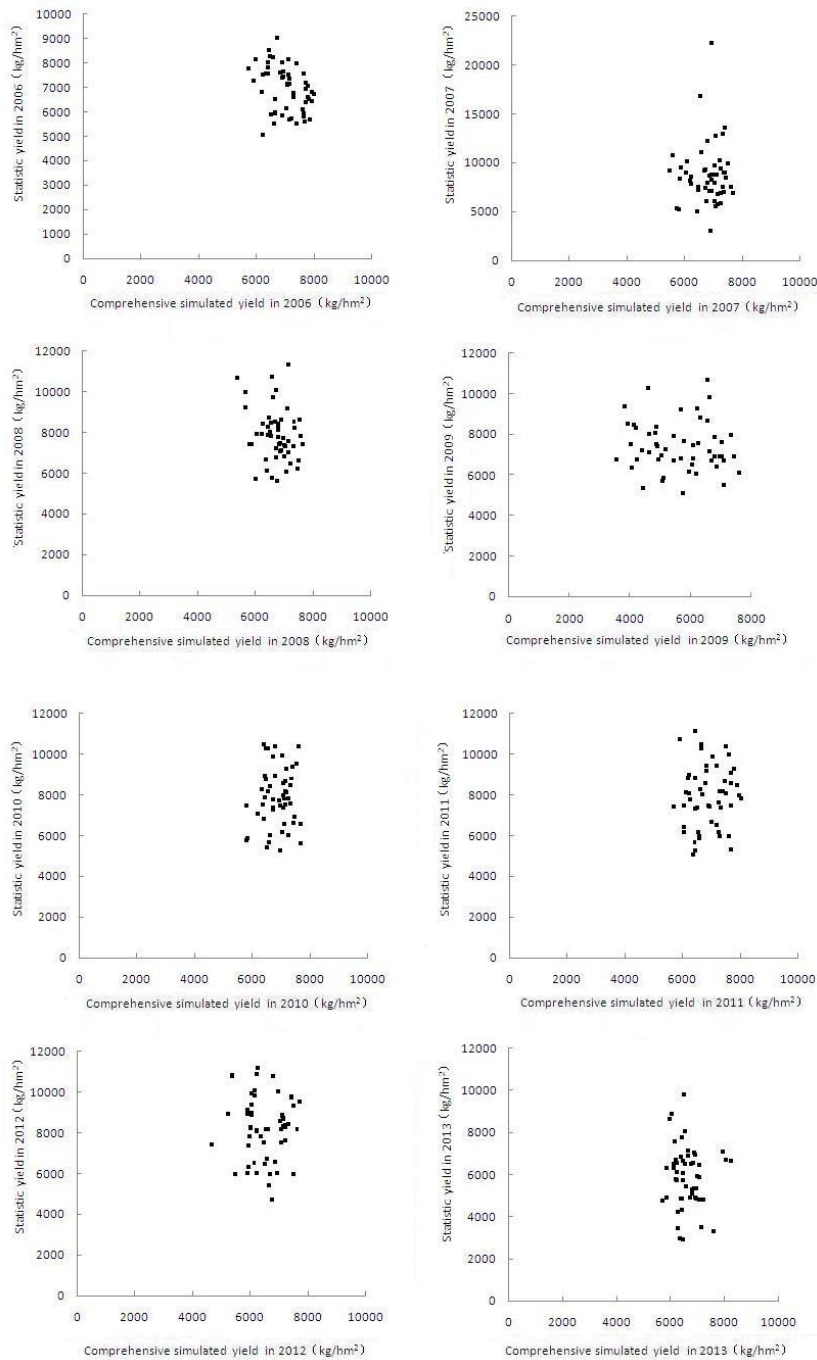 10000
9000
8000
7000
6000
5000
4000
3000
2000
1000
0
Statistic yield in 2006 (kg/hm²)
0 2000 4000 6000 8000 10000
Comprehensive simulated yield in 2006 (kg/hm²)
25000
20000
15000
10000
5000
0
Statistic yield in 2007 (kg/hm²)
0 2000 4000 6000 8000 10000
Comprehensive simulated yield in 2007 (kg/hm²)
12000
10000
8000
6000
4000
2000
0
Statistic yield in 2008 (kg/hm²)
0 2000 4000 6000 8000 10000
Comprehensive simulated yield in 2008 (kg/hm²)
12000
10000
8000
6000
4000
2000
0
Statistic yield in 2009 (kg/hm²)
0 2000 4000 6000 8000
Comprehensive simulated yield in 2009 (kg/hm²)
12000
10000
8000
6000
4000
2000
0
Statistic yield in 2010 (kg/hm²)
0 2000 4000 6000 8000 10000
Comprehensive simulated yield in 2010 (kg/hm²)
12000
10000
8000
6000
4000
2000
0
Statistic yield in 2011 (kg/hm²)
0 2000 4000 6000 8000 10000
Comprehensive simulated yield in 2011 (kg/hm²)
12000
10000
8000
6000
4000
2000
0
Statistic yield in 2012 (kg/hm²)
0 2000 4000 6000 8000 10000
Comprehensive simulated yield in 2012 (kg/hm²)
12000
10000
8000
6000
4000
2000
0
Statistic yield in 2013 (kg/hm²)
0 2000 4000 6000 8000 10000
Comprehensive simulated yield in 2013 (kg/hm²)